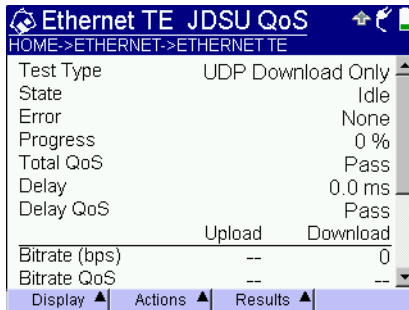 Ethernet TE JDSU QoS
HOME->ETHERNET->ETHERNET TE
Test Type UDP Download Only
State Idle
Error None
Progress 0 %
Total QoS Pass
Delay 0.0 ms
Delay QoS Pass
Upload Download
Bitrate (bps) -- 0
Bitrate QoS -- --
Display Actions Results